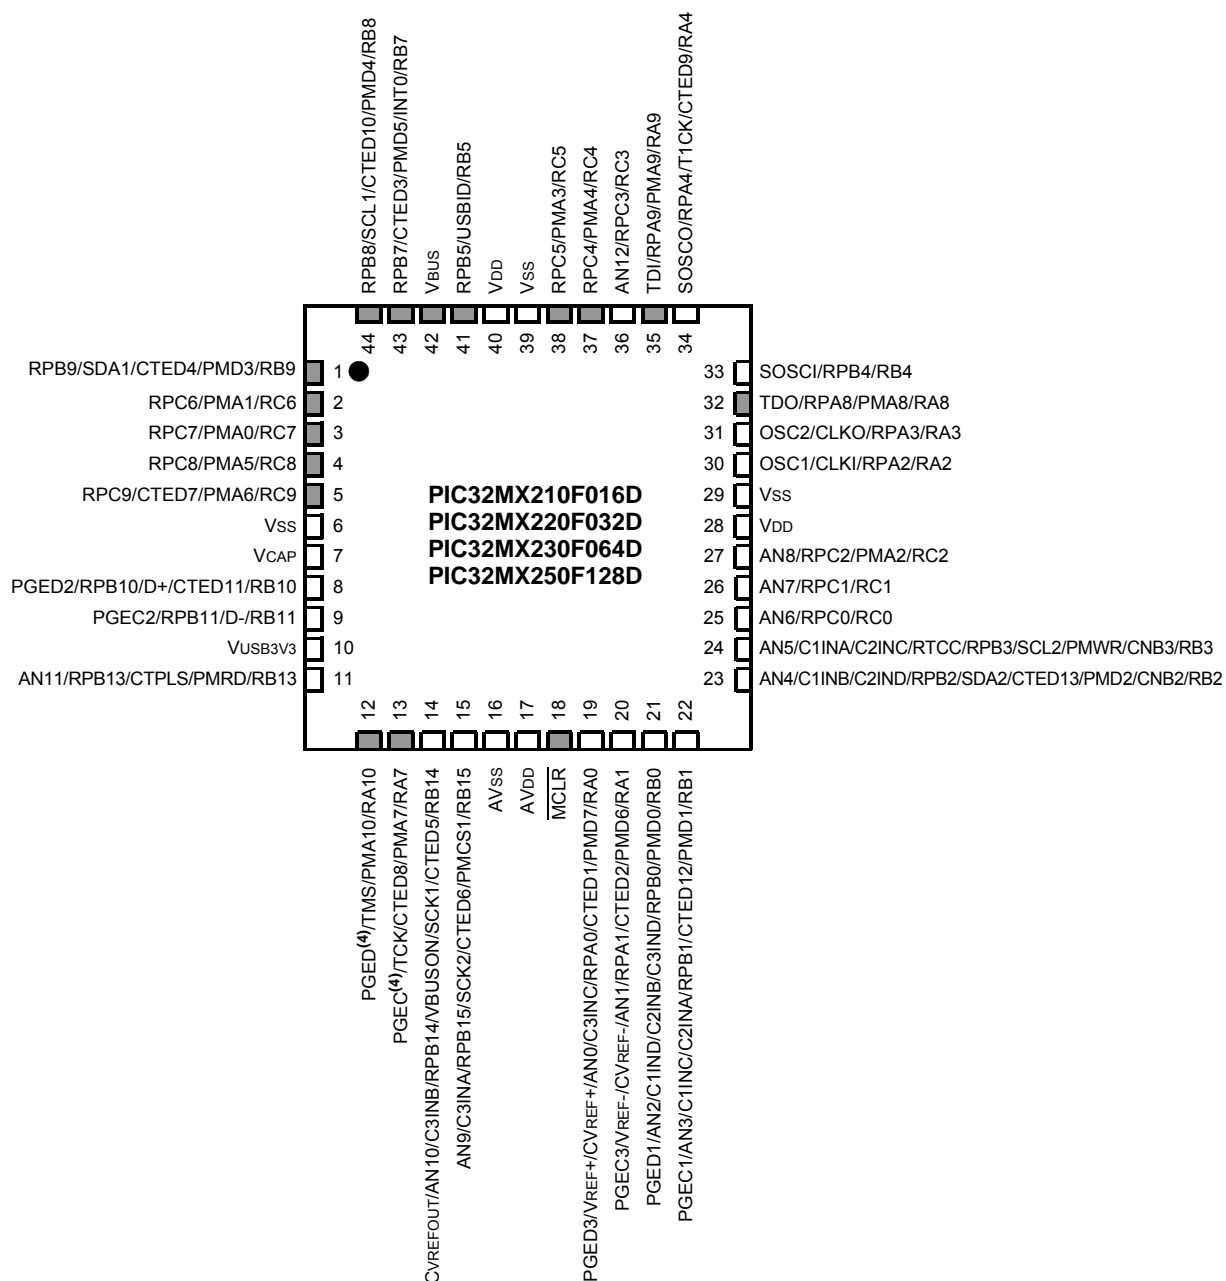 RPB8/SCL1/CTED10/PMD4/RB8
RPB7/CTED3/PMD5/INT0/RB7
VBUS
RPB5/USBID/RB5
VDD
VSS
RPC5/PMA3/RC5
RPC4/PMA4/RC4
AN12/RPC3/RC3
TDI/RPA9/PMA9/RA9
SOSCO/RPA4/T1CK/CTED9/RA4
44
43
42
41
40
39
38
37
36
35
34
RPB9/SDA1/CTED4/PMD3/RB9 1
RPC6/PMA1/RC6 2
RPC7/PMA0/RC7 3
RPC8/PMA5/RC8 4
RPC9/CTED7/PMA6/RC9 5
VSS 6
VCAP 7
PGED2/RPB10/D+/CTED11/RB10 8
PGEC2/RPB11/D-/RB11 9
VUSB3V3 10
AN11/RPB13/CTPLS/PMRD/RB13 11
PIC32MX210F016D
PIC32MX220F032D
PIC32MX230F064D
PIC32MX250F128D
33 SOSCI/RPB4/RB4
32 TDO/RPA8/PMA8/RA8
31 OSC2/CLKO/RPA3/RA3
30 OSC1/CLKI/RPA2/RA2
29 VSS
28 VDD
27 AN8/RPC2/PMA2/RC2
26 AN7/RPC1/RC1
25 AN6/RPC0/RC0
24 AN5/C1INA/C2INC/RTCC/RPB3/SCL2/PMWR/CNB3/RB3
23 AN4/C1INB/C2IND/RPB2/SDA2/CTED13/PMD2/CNB2/RB2
12
13
14
15
16
17
18
19
20
21
22
PGED(4)/TMS/PMA10/RA10
PGEC(4)/TCK/CTED8/PMA7/RA7
CVREFOUT/AN10/C3INB/RPB14/VBUSON/SCK1/CTED5/RB14
AN9/C3INA/RPB15/SCK2/CTED6/PMCS1/RB15
AVSS
AVDD
MCLR
PGED3/VREF+/CVREF+/AN0/C3INC/RPA0/CTED1/PMD7/RA0
PGEC3/VREF-/CVREF-/AN1/RPA1/CTED2/PMD6/RA1
PGED1/AN2/C1IND/C2INB/C3IND/RPB0/PMD0/RB0
PGEC1/AN3/C1INC/C2INA/RPB1/CTED12/PMD1/RB1